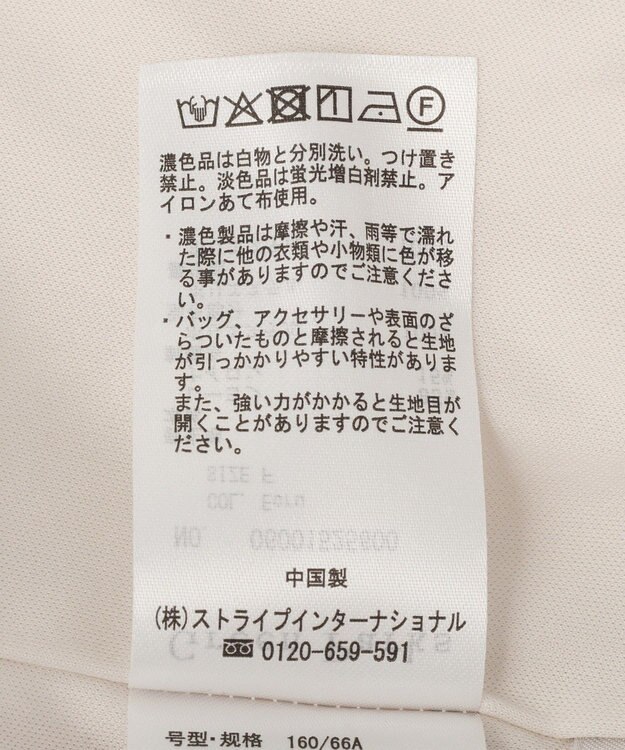 F
濃色品は白物と分別洗い。つけ置き
禁止。淡色品は蛍光増白剤禁止。ア
イロンあて布使用。
・濃色製品は摩擦や汗、雨等で濡れ
た際に他の衣類や小物類に色が移
る事がありますのでご注意くださ
い。
・バッグ、アクセサリーや表面のざ
らついたものと摩擦されると生地
が引っかかりやすい特性がありま
す。
また、強い力がかかると生地目が
開くことがありますのでご注意く
ださい。
SIZE F
COL. Ecru
NO. 06001525600
中国製
(株)ストライプインターナショナル
Green Parks
0120-659-591
号型·规格 160/66A